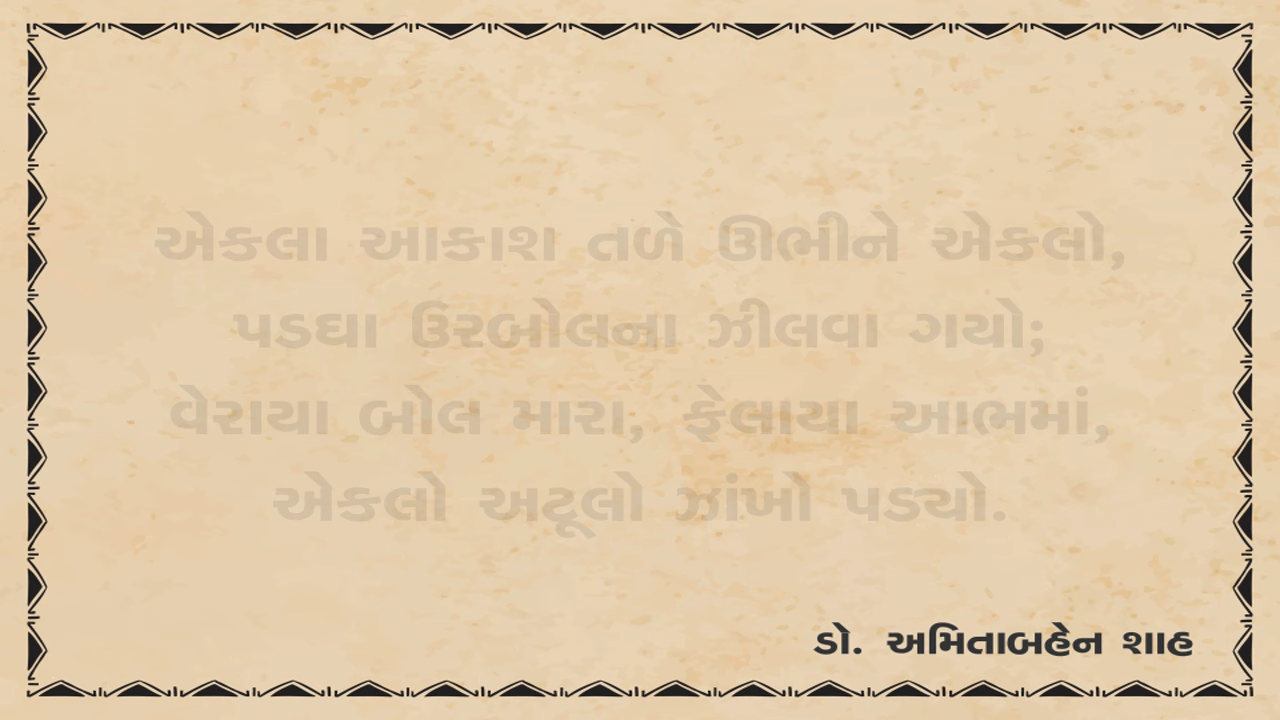 એકલા આકાશ તળે ઊભીને એકલો,
પડઘા ઉરબોલના ઝીલવા ગયો;
વેરાયા બોલ મારા, ફેલાયા આભમાં,
એકલો અટૂલો ઝાંખો પડ્યો.
ડો. અમિતાબહેન શાહ